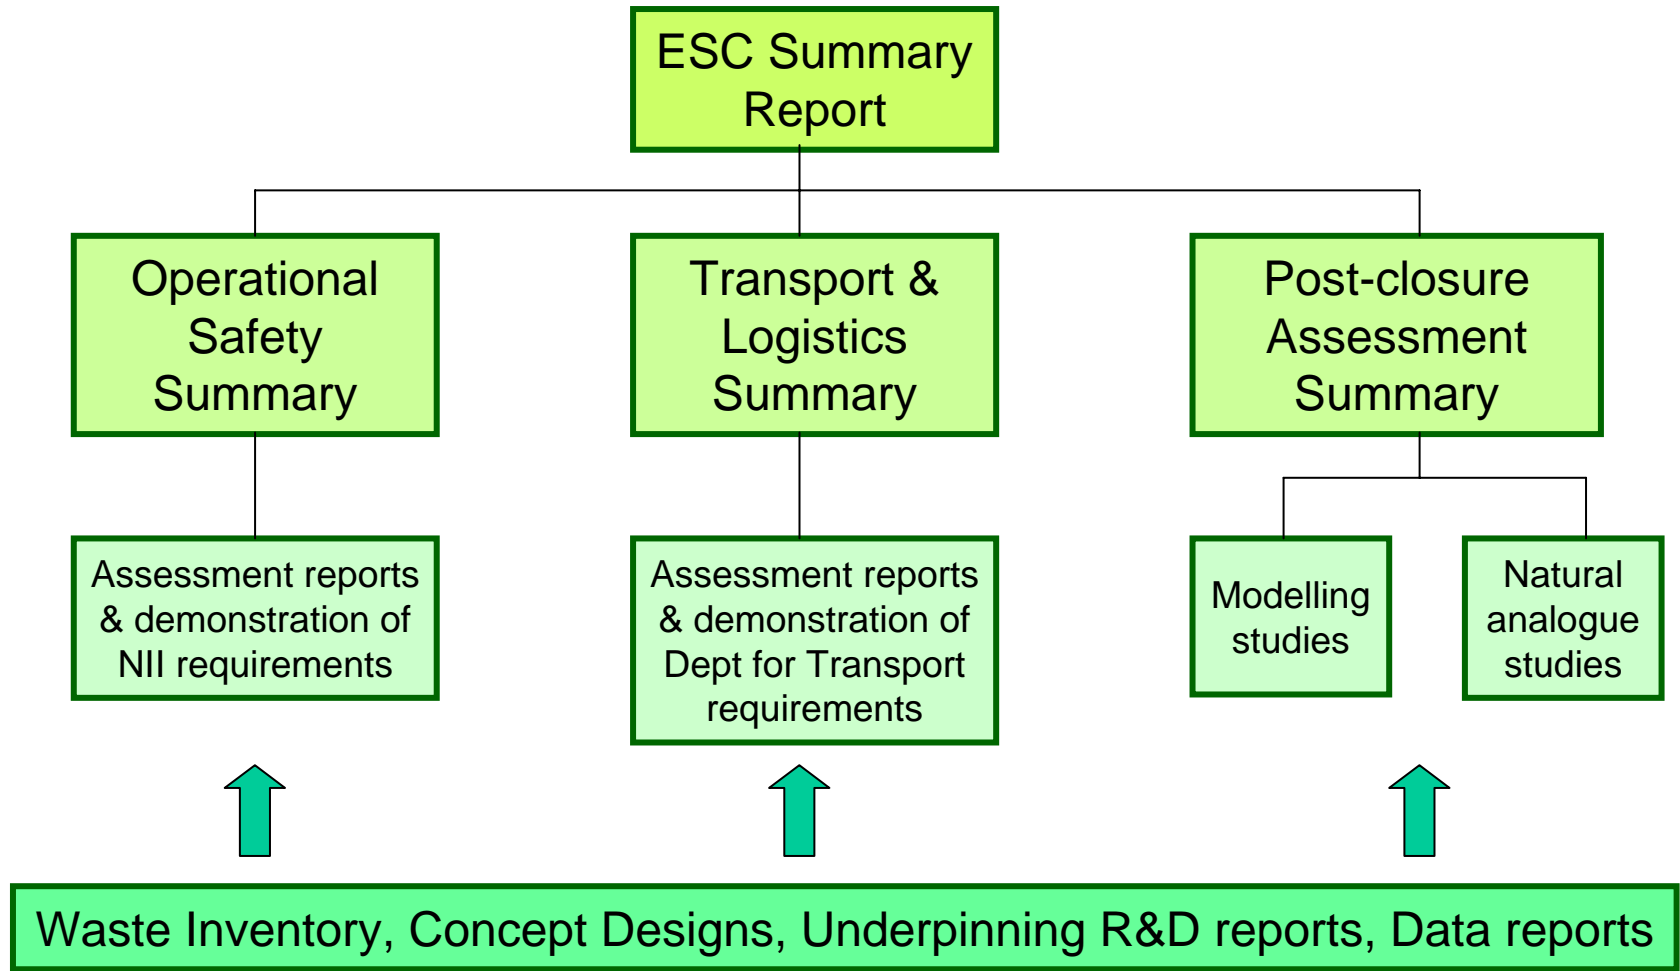 ESC Summary
Report
Operational
Safety
Summary
Transport &
Logistics
Summary
Post-closure
Assessment
Summary
Assessment reports
& demonstration of
NII requirements
Assessment reports
& demonstration of
Dept for Transport
requirements
Modelling
studies
Natural
analogue
studies
Waste Inventory, Concept Designs, Underpinning R&D reports, Data reports